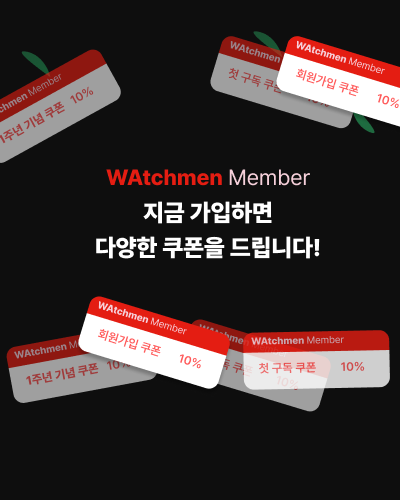 WAtchmen Member
1주년 기념 쿠폰 10%
WAtchmen
첫 구독 쿠폰
WAtchmen Member
회원가입 쿠폰 10%
WAtchmen Member
지금 가입하면
다양한 쿠폰을 드립니다!
WAtchmen
1주년 기념 쿠폰 10%
WAtchmen Member
회원가입 쿠폰 10%
쿠폰 10%
WAtchmen Member
첫 구독 쿠폰 10%